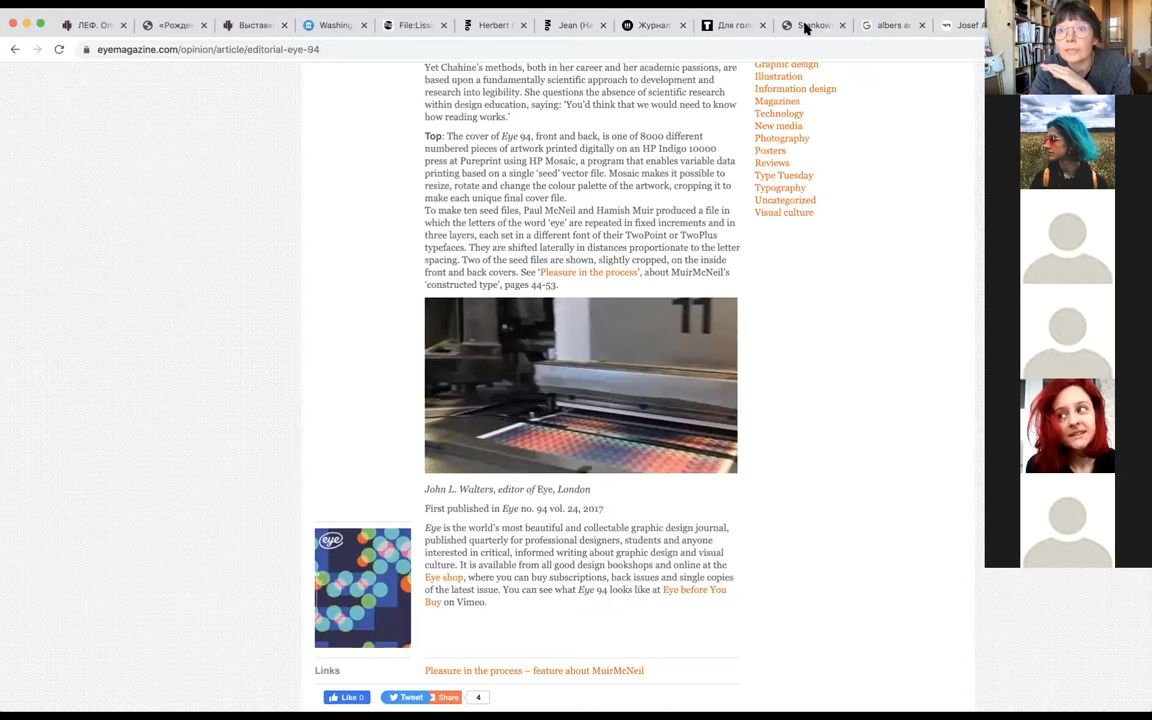 ЛЕФ. Оп
«Рожден
Выставк
Washing
File:Liss
Herbert
Jean (Ha
Журнал
Для гол
albers a
Josef A
eyemagazine.com/opinion/article/editorial-eye-94
Yet Chahine's methods, both in her career and her academic passions, are
based upon a fundamentally scientific approach to development and
research into legibility. She questions the absence of scientific research
within design education, saying: 'You'd think that we would need to know
how reading works.'
Top: The cover of Eye 94, front and back, is one of 8000 different
numbered pieces of artwork printed digitally on an HP Indigo 10000
press at Pureprint using HP Mosaic, a program that enables variable data
printing based on a single 'seed' vector file. Mosaic makes it possible to
resize, rotate and change the colour palette of the artwork, cropping it to
make each unique final cover file.
To make ten seed files, Paul McNeil and Hamish Muir produced a file in
which the letters of the word 'eye' are repeated in fixed increments and in
three layers, each set in a different font of their TwoPoint or TwoPlus
typefaces. They are shifted laterally in distances proportionate to the letter
spacing. Two of the seed files are shown, slightly cropped, on the inside
front and back covers. See 'Pleasure in the process', about MuirMcNeil's
'constructed type', pages 44-53.
11
John L. Walters, editor of Eye, London
First published in Eye no. 94 vol. 24, 2017
eye
Eye is the world's most beautiful and collectable graphic design journal,
published quarterly for professional designers, students and anyone
interested in critical, informed writing about graphic design and visual
culture. It is available from all good design bookshops and online at the
Eye shop, where you can buy subscriptions, back issues and single copies
of the latest issue. You can see what Eye 94 looks like at Eye before You
Buy on Vimeo.
Links
Pleasure in the process – feature about MuirMcNeil
Like 0
Tweet
Share
4
Graphic design
Illustration
Information design
Magazines
Technology
New media
Photography
Posters
Reviews
Type Tuesday
Typography
Uncategorized
Visual culture